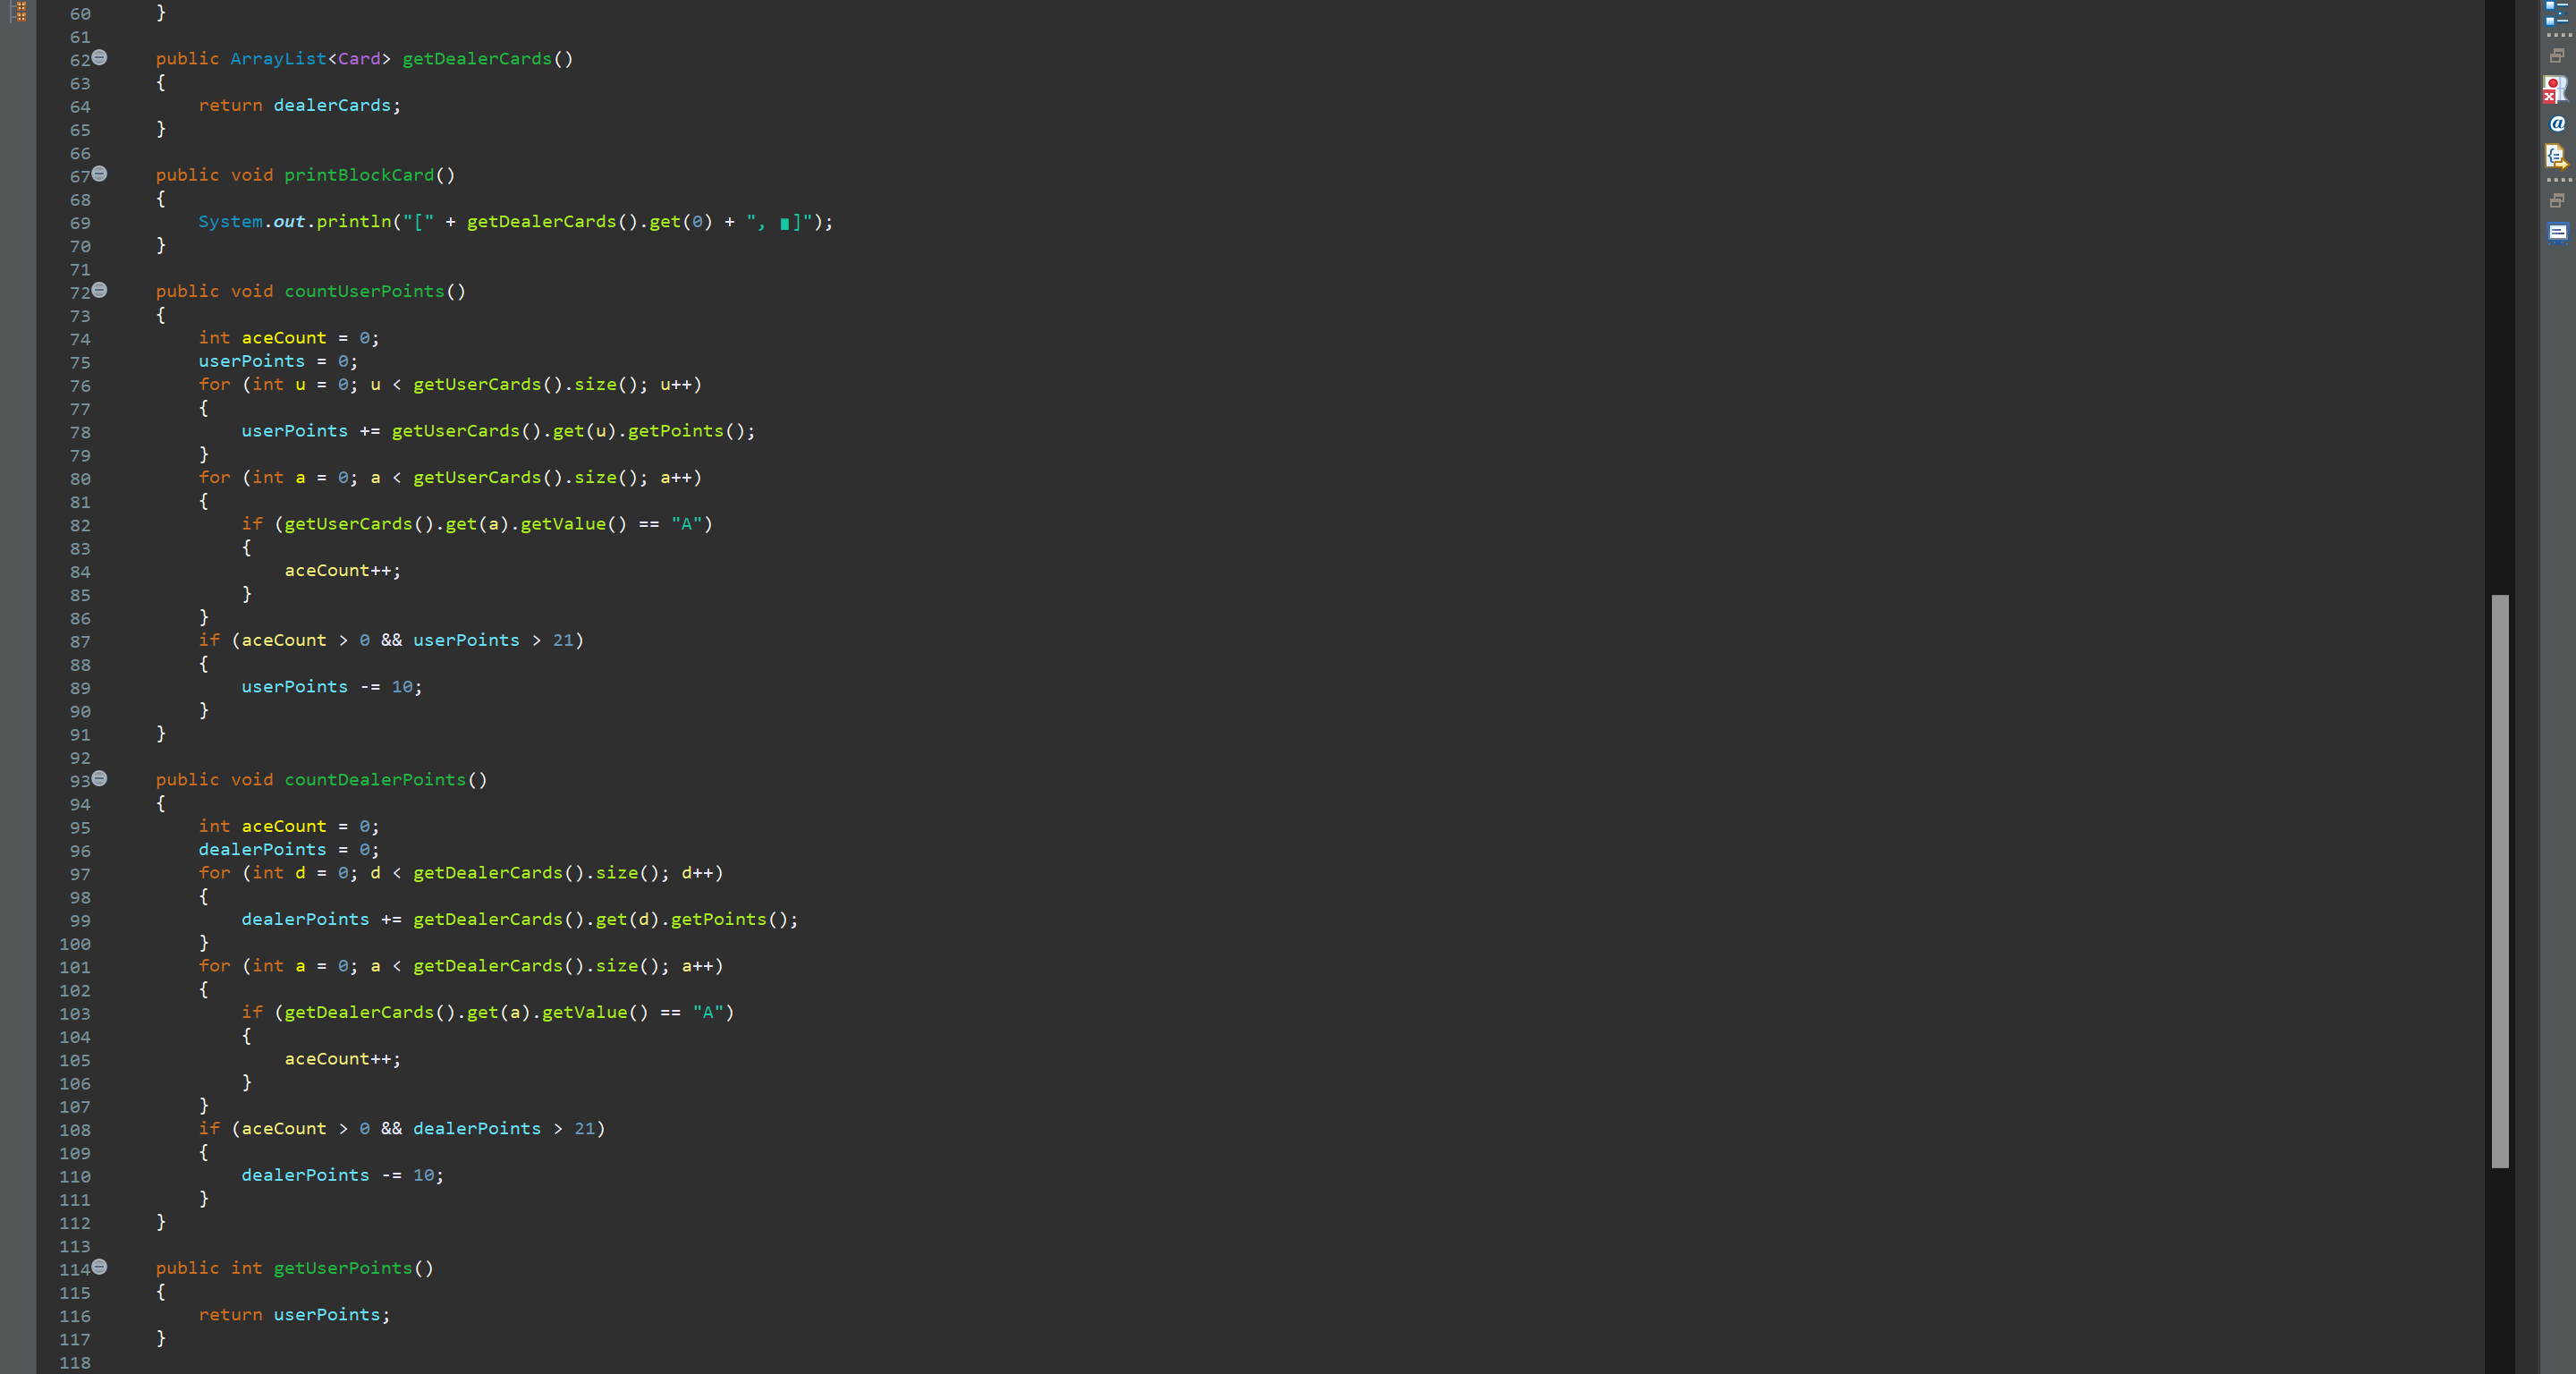 60 }
61
62 public ArrayList<Card> getDealerCards()
63 {
64 return dealerCards;
65 }
66
67 public void printBlockCard()
68 {
69 System.out.println("[" + getDealerCards().get(0) + ", ∎]");
70 }
71
72 public void countUserPoints()
73 {
74 int aceCount = 0;
75 userPoints = 0;
76 for (int u = 0; u < getUserCards().size(); u++)
77 {
78 userPoints += getUserCards().get(u).getPoints();
79 }
80 for (int a = 0; a < getUserCards().size(); a++)
81 {
82 if (getUserCards().get(a).getValue() == "A")
83 {
84 aceCount++;
85 }
86 }
87 if (aceCount > 0 && userPoints > 21)
88 {
89 userPoints -= 10;
90 }
91 }
92
93 public void countDealerPoints()
94 {
95 int aceCount = 0;
96 dealerPoints = 0;
97 for (int d = 0; d < getDealerCards().size(); d++)
98 {
99 dealerPoints += getDealerCards().get(d).getPoints();
100 }
101 for (int a = 0; a < getDealerCards().size(); a++)
102 {
103 if (getDealerCards().get(a).getValue() == "A")
104 {
105 aceCount++;
106 }
107 }
108 if (aceCount > 0 && dealerPoints > 21)
109 {
110 dealerPoints -= 10;
111 }
112 }
113
114 public int getUserPoints()
115 {
116 return userPoints;
117 }
118